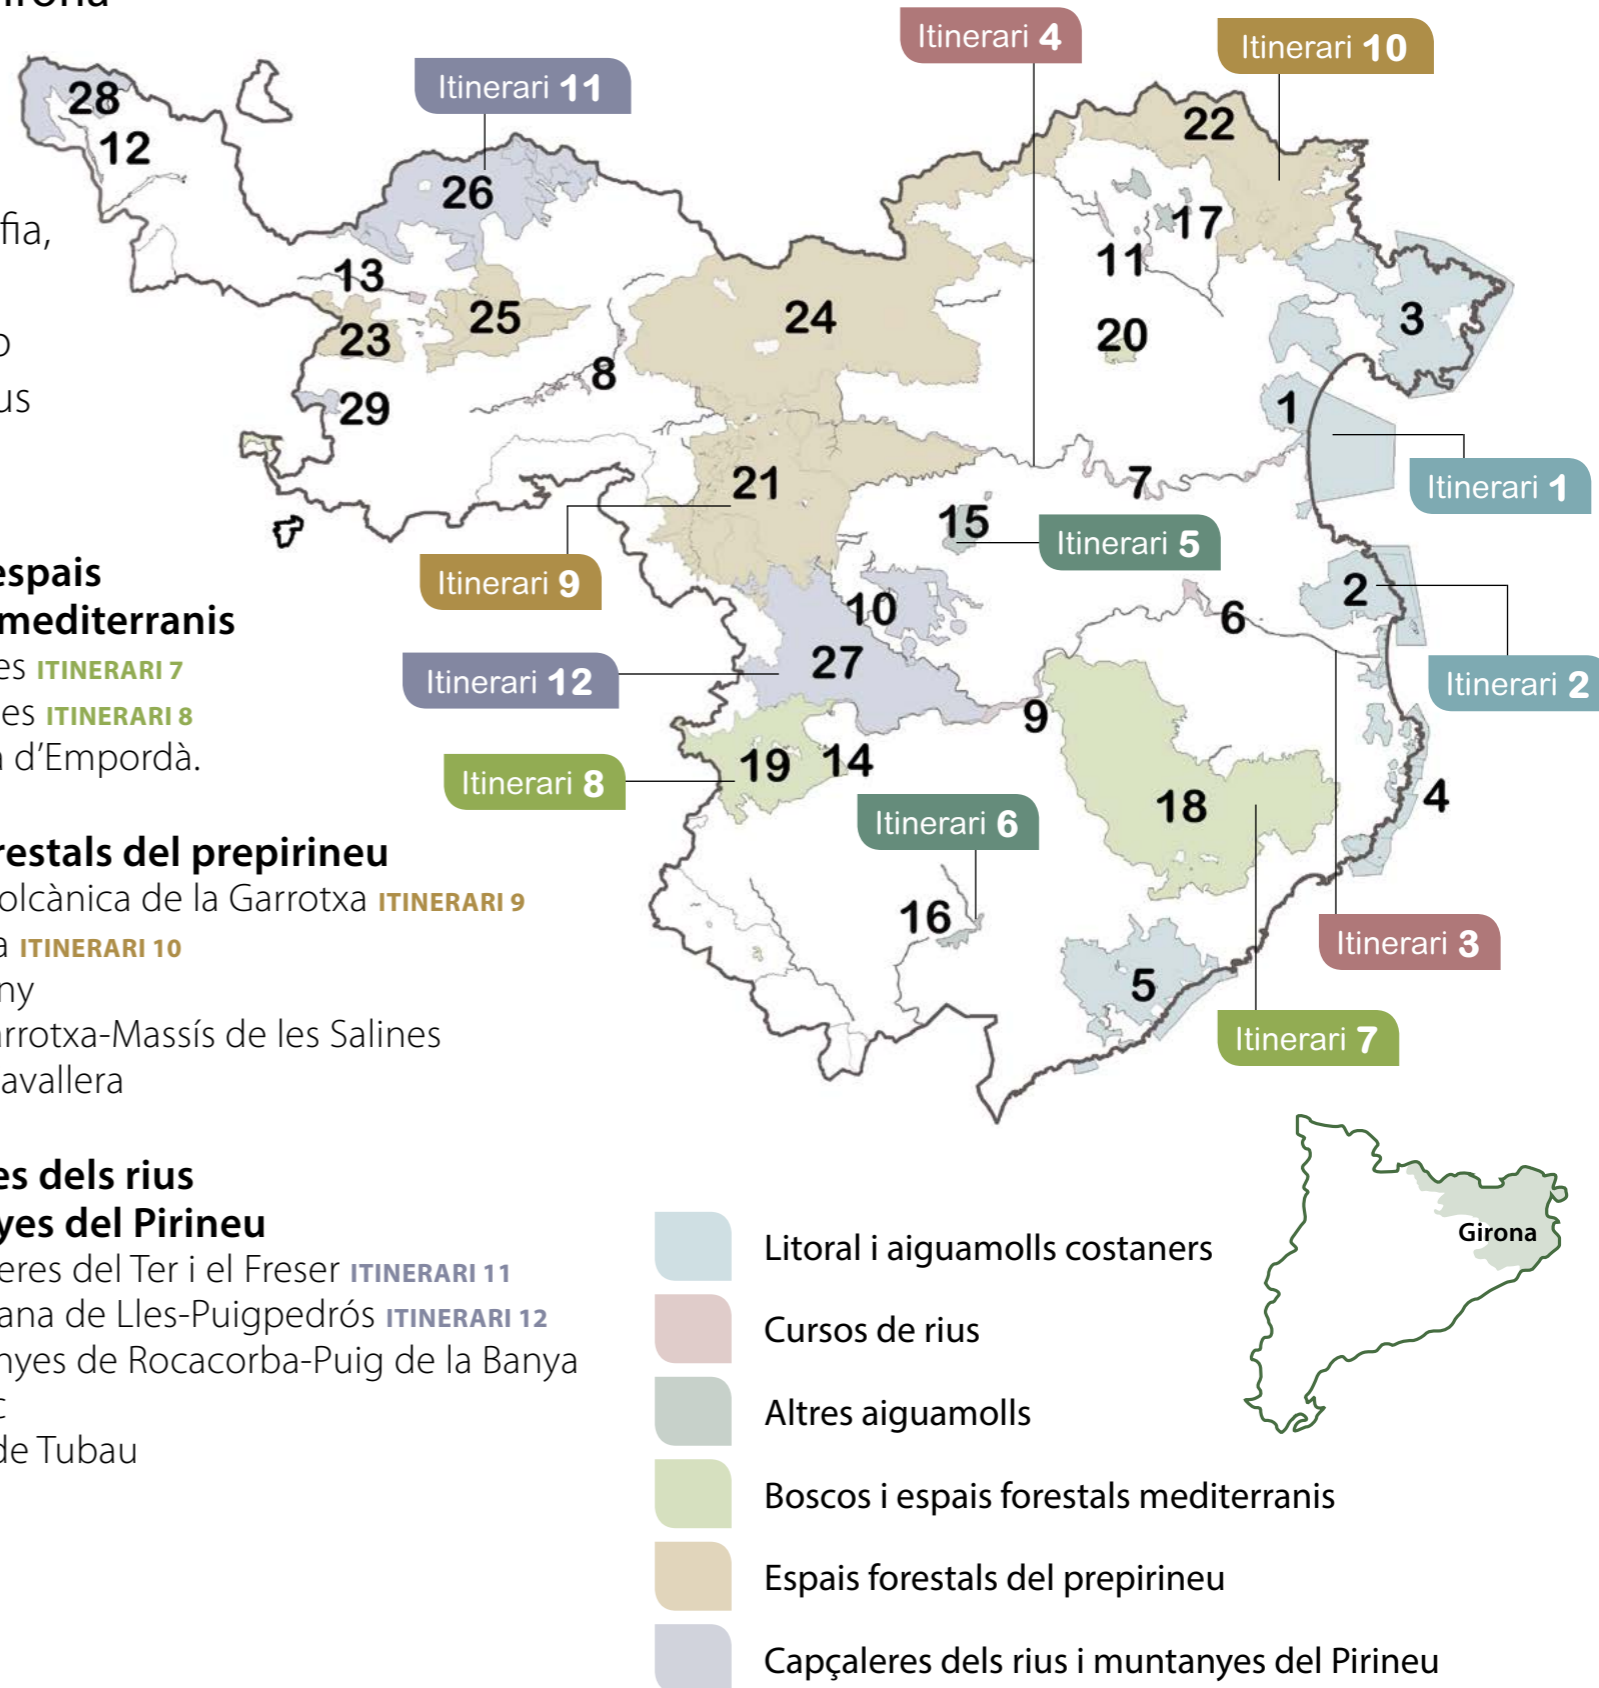 irona
fia,
o
us
espais
mediterranis
es ITINERARI 7
es ITINERARI 8
a d'Empordà.
restals del prepirineu
olcànica de la Garrotxa ITINERARI 9
a ITINERARI 10
ny
arrotxa-Massís de les Salines
avallera
es dels rius
yes del Pirineu
eres del Ter i el Freser ITINERARI 11
ana de Lles-Puigpedrós ITINERARI 12
nyes de Rocacorba-Puig de la Banya
c
de Tubau
Itinerari 4
Itinerari 10
Itinerari 11
28
12
26
22
17
11
13
23
25
24
20
3
8
29
1
21
7
Itinerari 1
15
Itinerari 5
Itinerari 9
10
6
2
27
Itinerari 12
Itinerari 2
9
19
14
Itinerari 8
18
4
Itinerari 6
16
Itinerari 3
5
Itinerari 7
Girona
Litoral i aiguamolls costaners
Cursos de rius
Altres aiguamolls
Boscos i espais forestals mediterranis
Espais forestals del prepirineu
Capçaleres dels rius i muntanyes del Pirineu